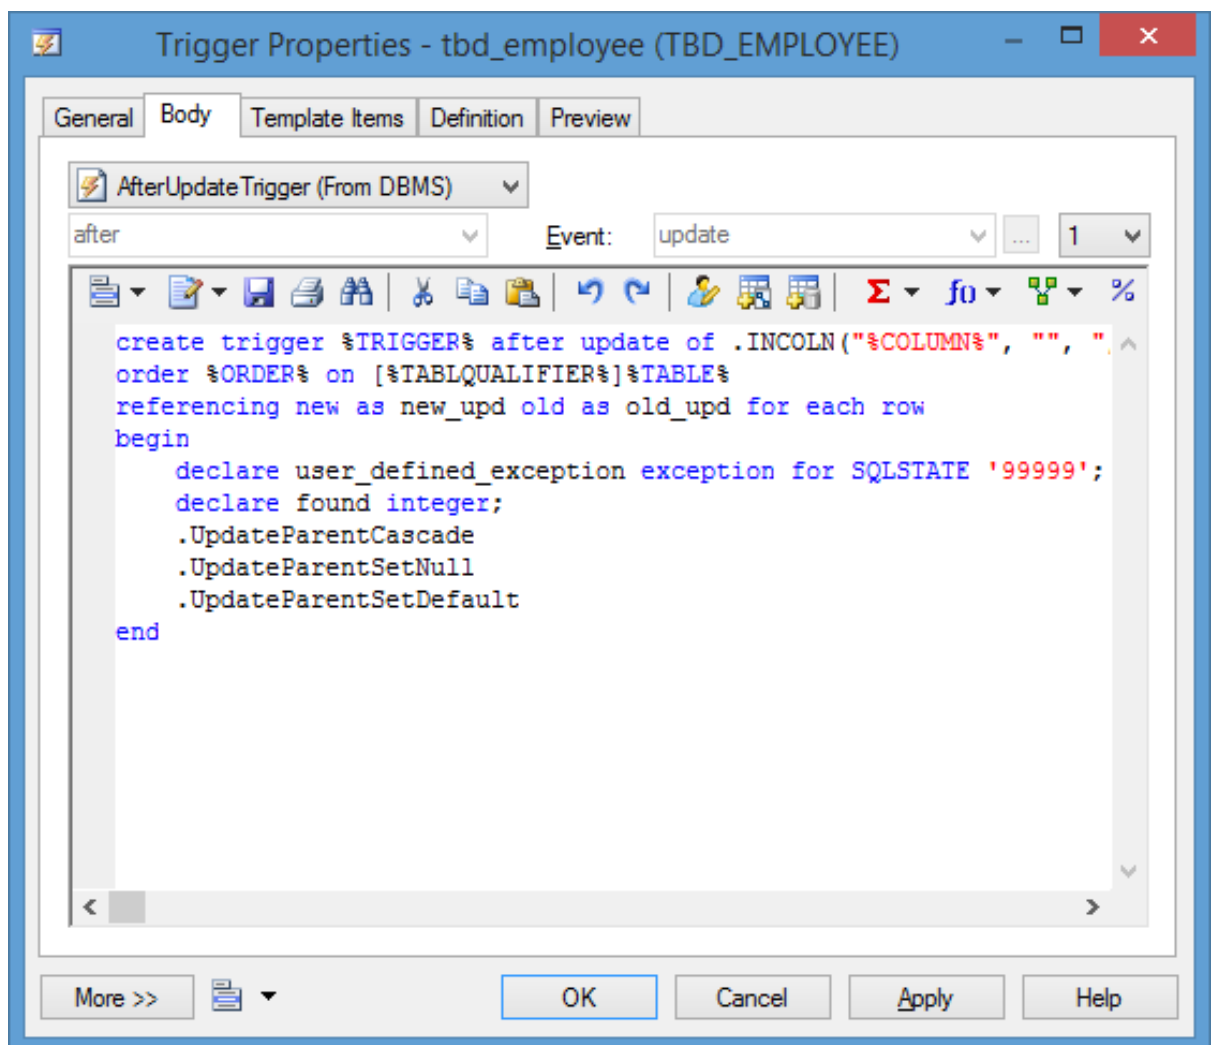 Trigger Properties - tbd_employee (TBD_EMPLOYEE)
General Body Template Items Definition Preview
AfterUpdateTrigger (From DBMS)
after Event: update ... 1
create trigger %TRIGGER% after update of .INCOLN("%COLUMN%", "", "
order %ORDER% on [%TABLQUALIFIER%]%TABLE%
referencing new as new_upd old as old_upd for each row
begin
declare user_defined_exception exception for SQLSTATE '99999';
declare found integer;
.UpdateParentCascade
.UpdateParentSetNull
.UpdateParentSetDefault
end
More >> OK Cancel Apply Help